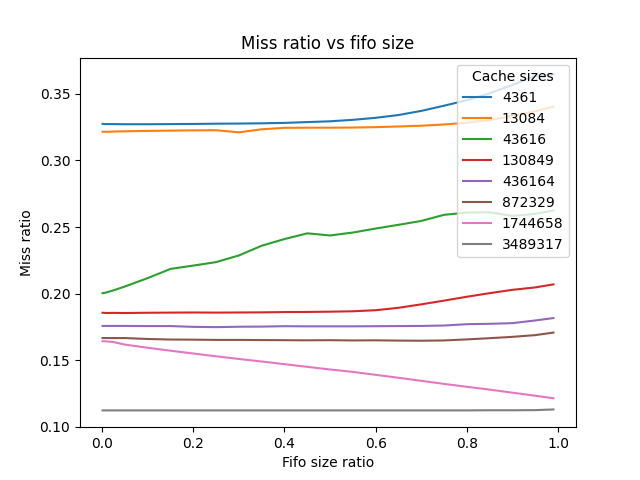 Miss ratio vs fifo size
Miss ratio
0.35
0.30
0.25
0.20
0.15
0.10
Cache sizes
4361
13084
43616
130849
436164
872329
1744658
3489317
0.0 0.2 0.4 0.6 0.8 1.0
Fifo size ratio